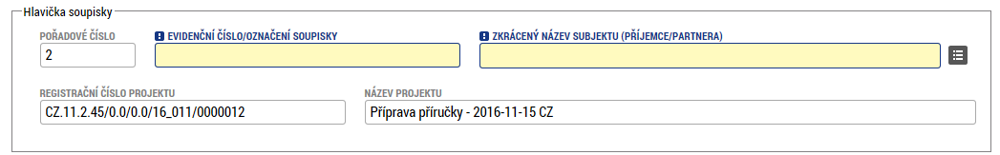 Hlavička soupisky
POŘADOVÉ ČÍSLO
EVIDENČNÍ ČÍSLO/OZNAČENÍ SOUPISKY
ZKRÁCENÝ NÁZEV SUBJEKTU (PŘÍJEMCE/PARTNERA)
2
REGISTRAČNÍ ČÍSLO PROJEKTU
NÁZEV PROJEKTU
CZ.11.2.45/0.0/0.0/16_011/0000012
Příprava příručky - 2016-11-15 CZ